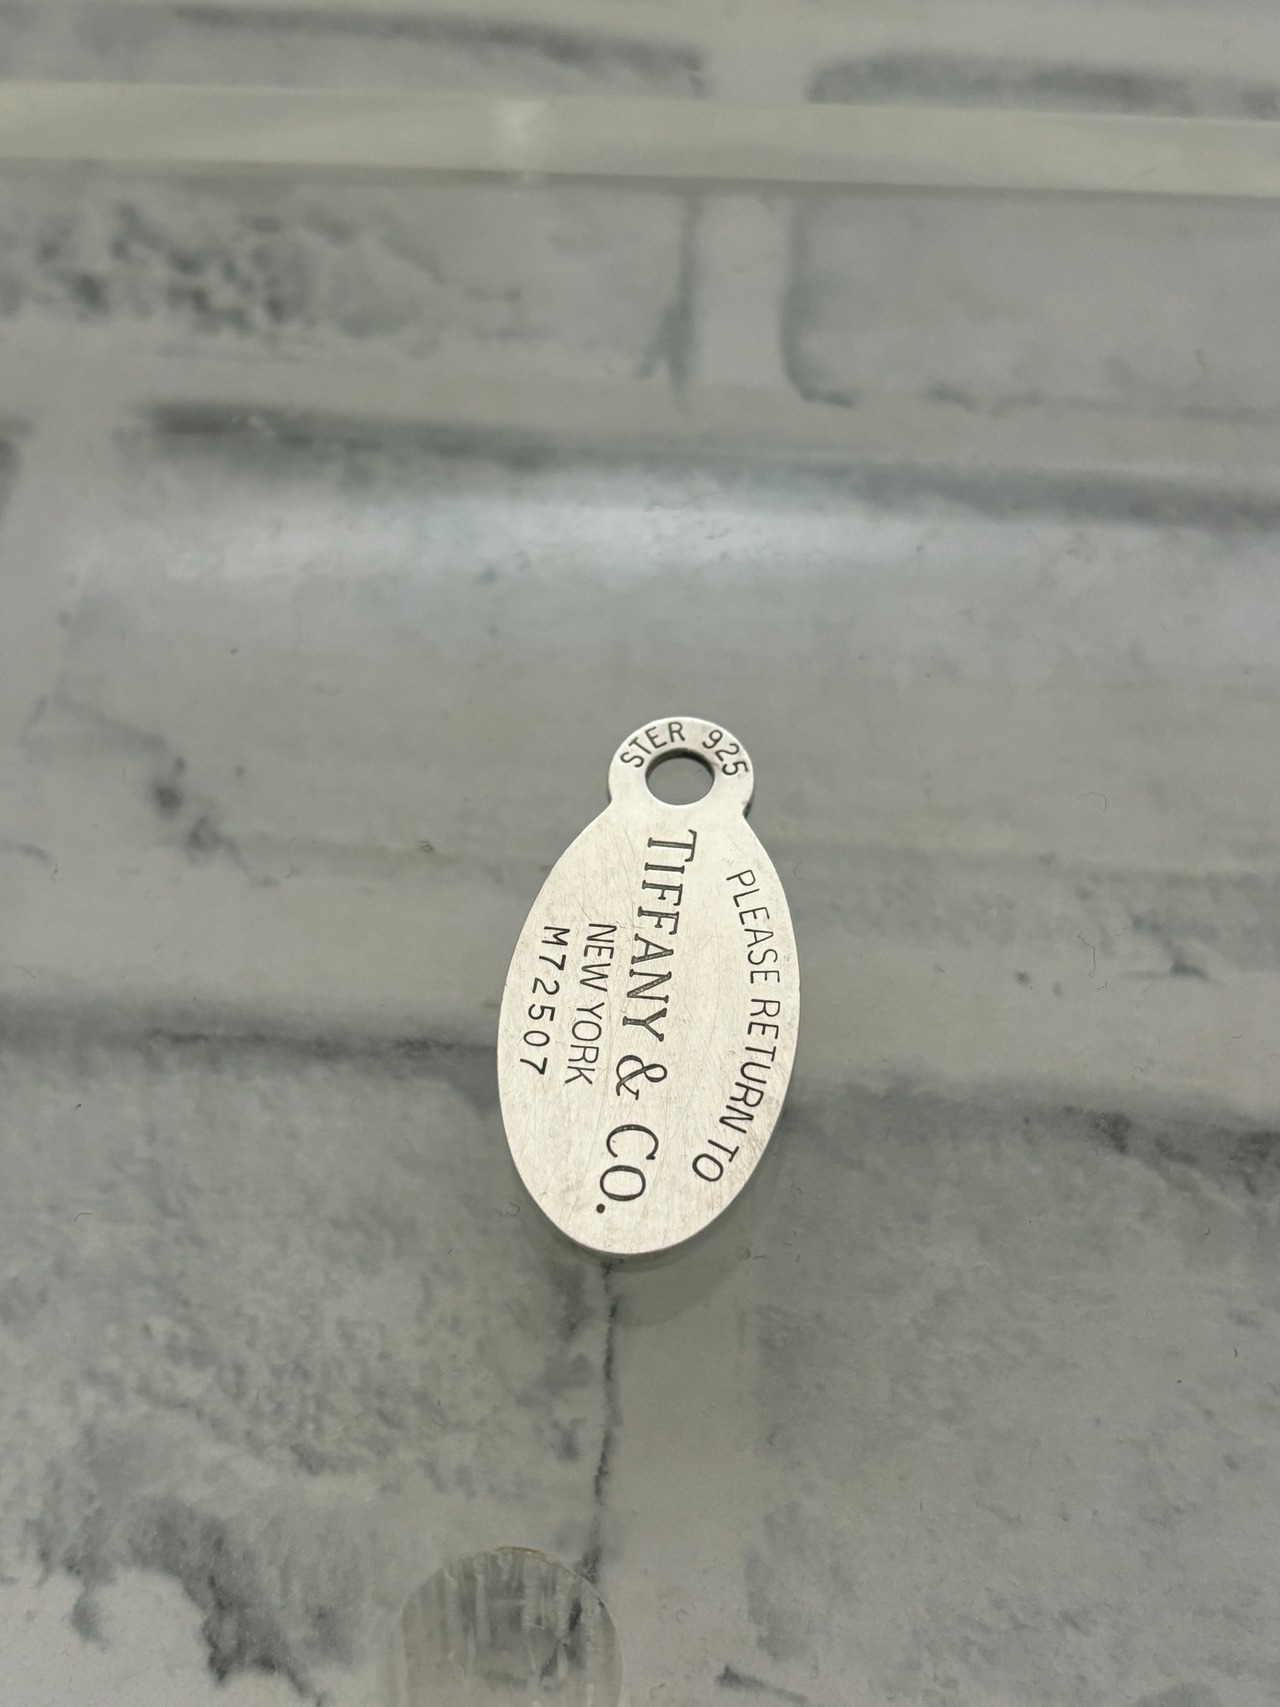 STER 925
PLEASE RETURN TO
TIFFANY & CO.
NEW YORK
M72507